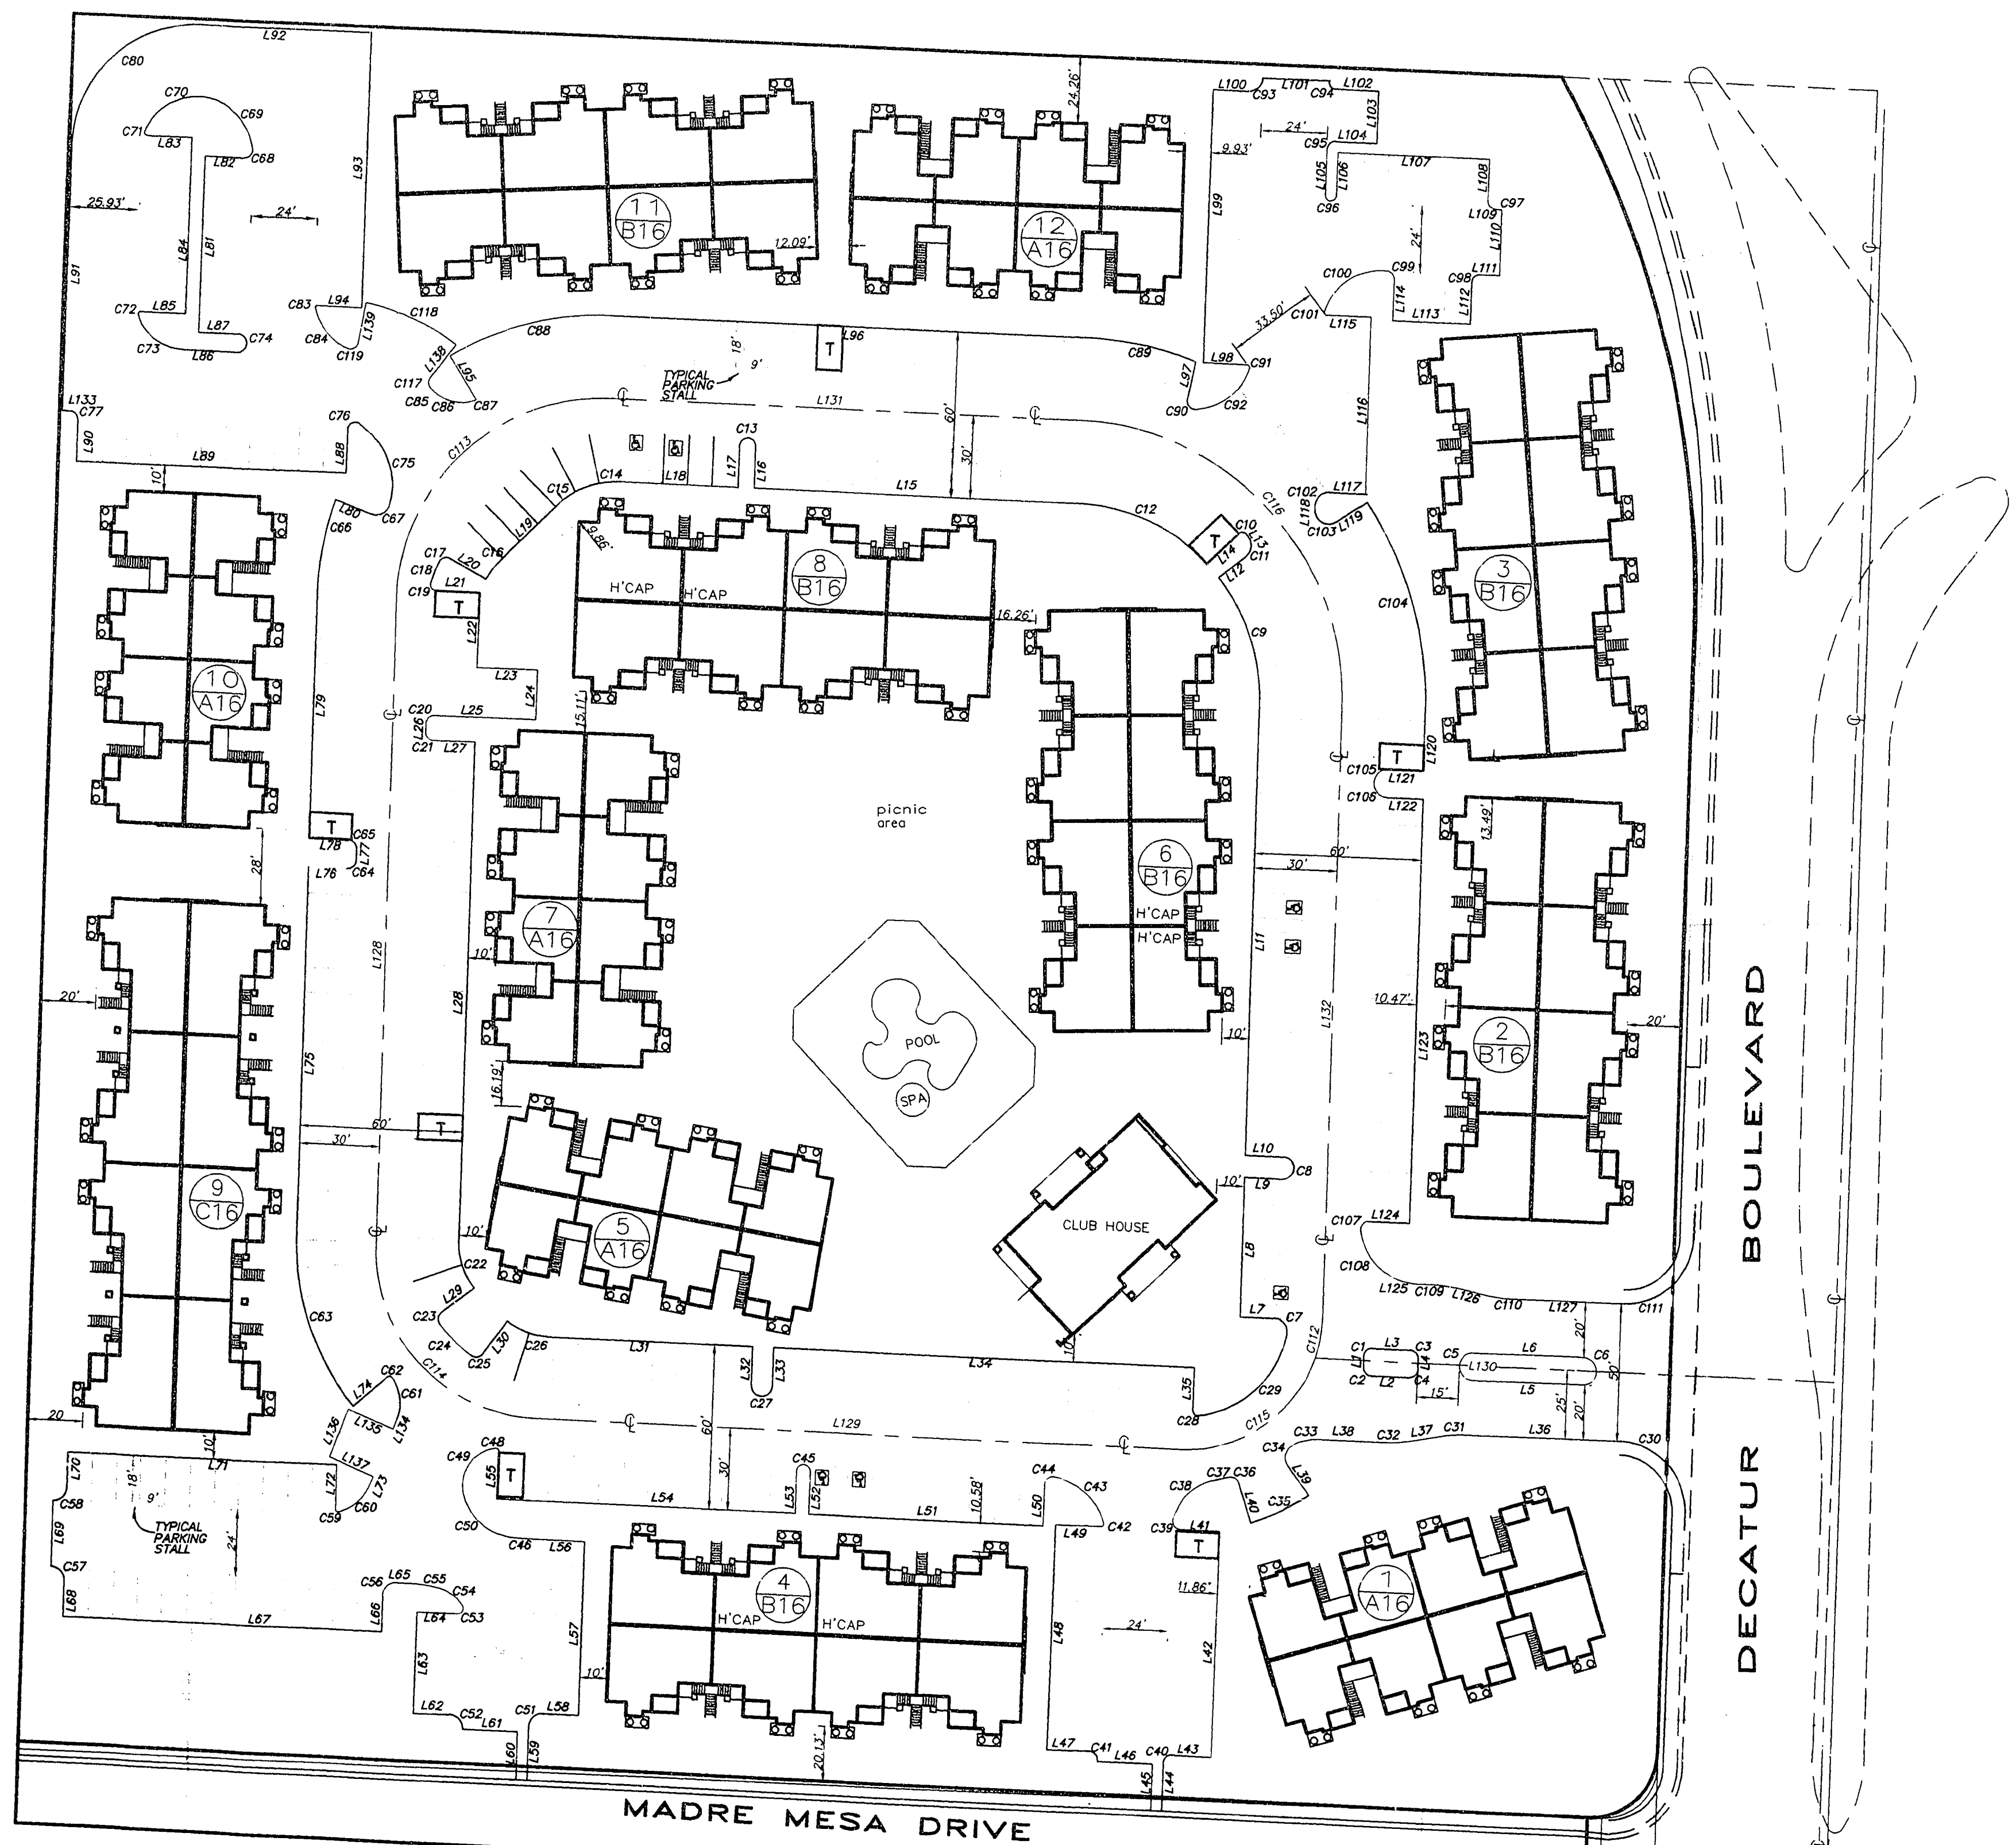 L92
C80
C70
C69
C71
L83
L82
C68
L93
25.93'
24'
L84
L81
L91
C72
L85
C73
L86
L87
C74
C83
L94
C84
C119
L139
C118
L138
C117
C85
C86
L95
C87
C88
11
B16
12.09'
12
A16
24.26'
L100
C93
L101
C94
L102
L103
24'
C95
L104
9.93'
L105
L106
L107
L108
C96
C97
L109
L110
L99
24'
C98
L111
C99
C100
L114
L112
L113
C101
L115
33.50'
L98
C91
L97
C90
C92
C89
T
L96
18'
9'
TYPICAL
PARKING
STALL
L131
60'
30'
L116
L133
C77
L90
L89
L88
C76
C75
10'
L80
C66
C67
C113
C13
L17
L16
L18
C14
C15
L19
C16
L15
C12
C116
C10
L13
T
L14
C11
L12
C102
L117
L118
C103
L119
C17
C18
L20
L21
C19
T
L22
L23
L24
9.86'
H'CAP
H'CAP
8
B16
16.26'
C9
C104
3
B16
10
A16
L79
C20
L25
L26
C21
L27
15.11'
T
C65
L78
L77
L76
C64
28'
picnic
area
6
B16
H'CAP
H'CAP
60'
30'
T
L120
C105
L121
C106
L122
13.49'
7
A16
10'
L128
L28
L11
L132
10.47'
L123
2
B16
20'
20'
L75
POOL
SPA
10'
16.19'
60'
30'
T
9
C16
5
A16
10'
C22
L29
C23
C24
C25
L30
C26
CLUB HOUSE
L10
C8
L9
10'
L8
L7
C7
C107
L124
C108
L125
C109
L126
C110
L127
C111
BOULEVARD
C63
C114
L31
L32
L33
C27
L34
10'
L35
C28
C29
C112
C115
C1
L3
C3
L1
L4
C2
L2
C4
15'
C5
L130
L6
C6
L5
20'
50'
25'
20'
C62
L74
C61
L135
L134
L136
L137
20
10'
L71
L70
L72
L73
C60
C59
C58
18'
9'
TYPICAL
PARKING
STALL
24'
L69
C57
L68
L67
L66
C56
L65
C55
C54
C53
L64
L63
L62
C52
L61
L60
L59
C51
L58
L57
L56
C46
C50
C49
C48
L55
T
L54
60'
30'
L129
C45
L53
L52
L51
10.58'
L50
C44
C43
C42
L49
L48
L47
C41
L46
L45
L44
C40
L43
L42
24'
11.86'
C39
L41
T
C38
C37
C36
L40
C35
L39
C34
C33
L38
C32
L37
C31
L36
C30
4
B16
H'CAP
H'CAP
10'
20.13'
1
A16
DECATUR
MADRE MESA DRIVE